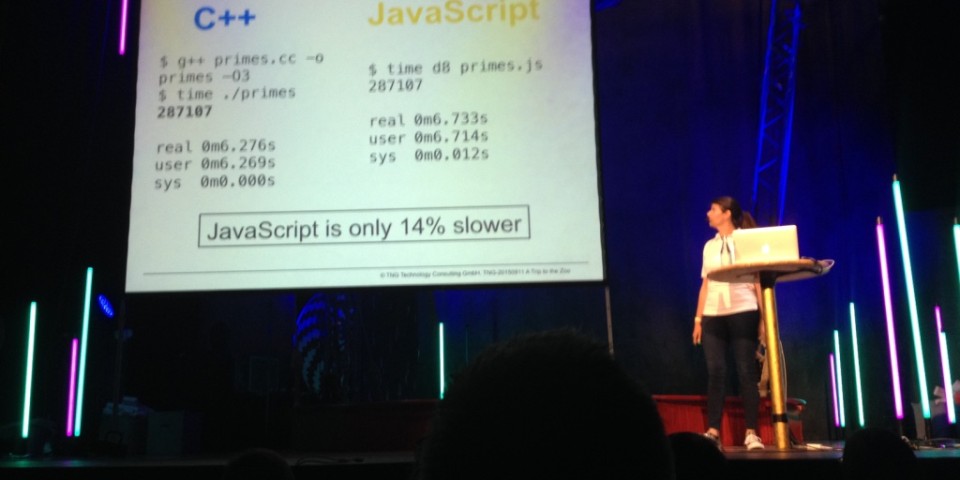 C++
$ g++ primes.cc -o
primes -O3
$ time ./primes
287107
real 0m6.276s
user 0m6.269s
sys 0m0.000s
JavaScript
$ time d8 primes.js
287107
real 0m6.733s
user 0m6.714s
sys 0m0.012s
JavaScript is only 14% slower
© TNG Technology Consulting GmbH, TNG-20150911 A Trip to the Zoo